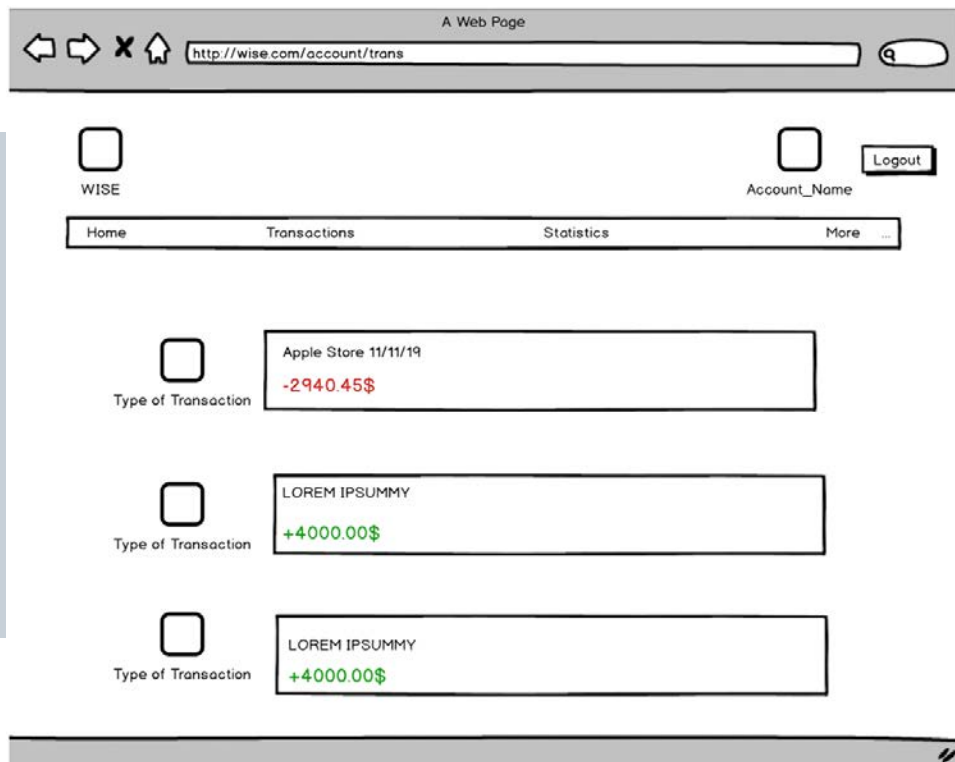 A Web Page
http://wise.com/account/trans
WISE
Account_Name
Logout
Home Transactions Statistics More ...
Apple Store 11/11/19
-2940.45$
Type of Transaction
LOREM IPSUMMY
+4000.00$
Type of Transaction
LOREM IPSUMMY
+4000.00$
Type of Transaction